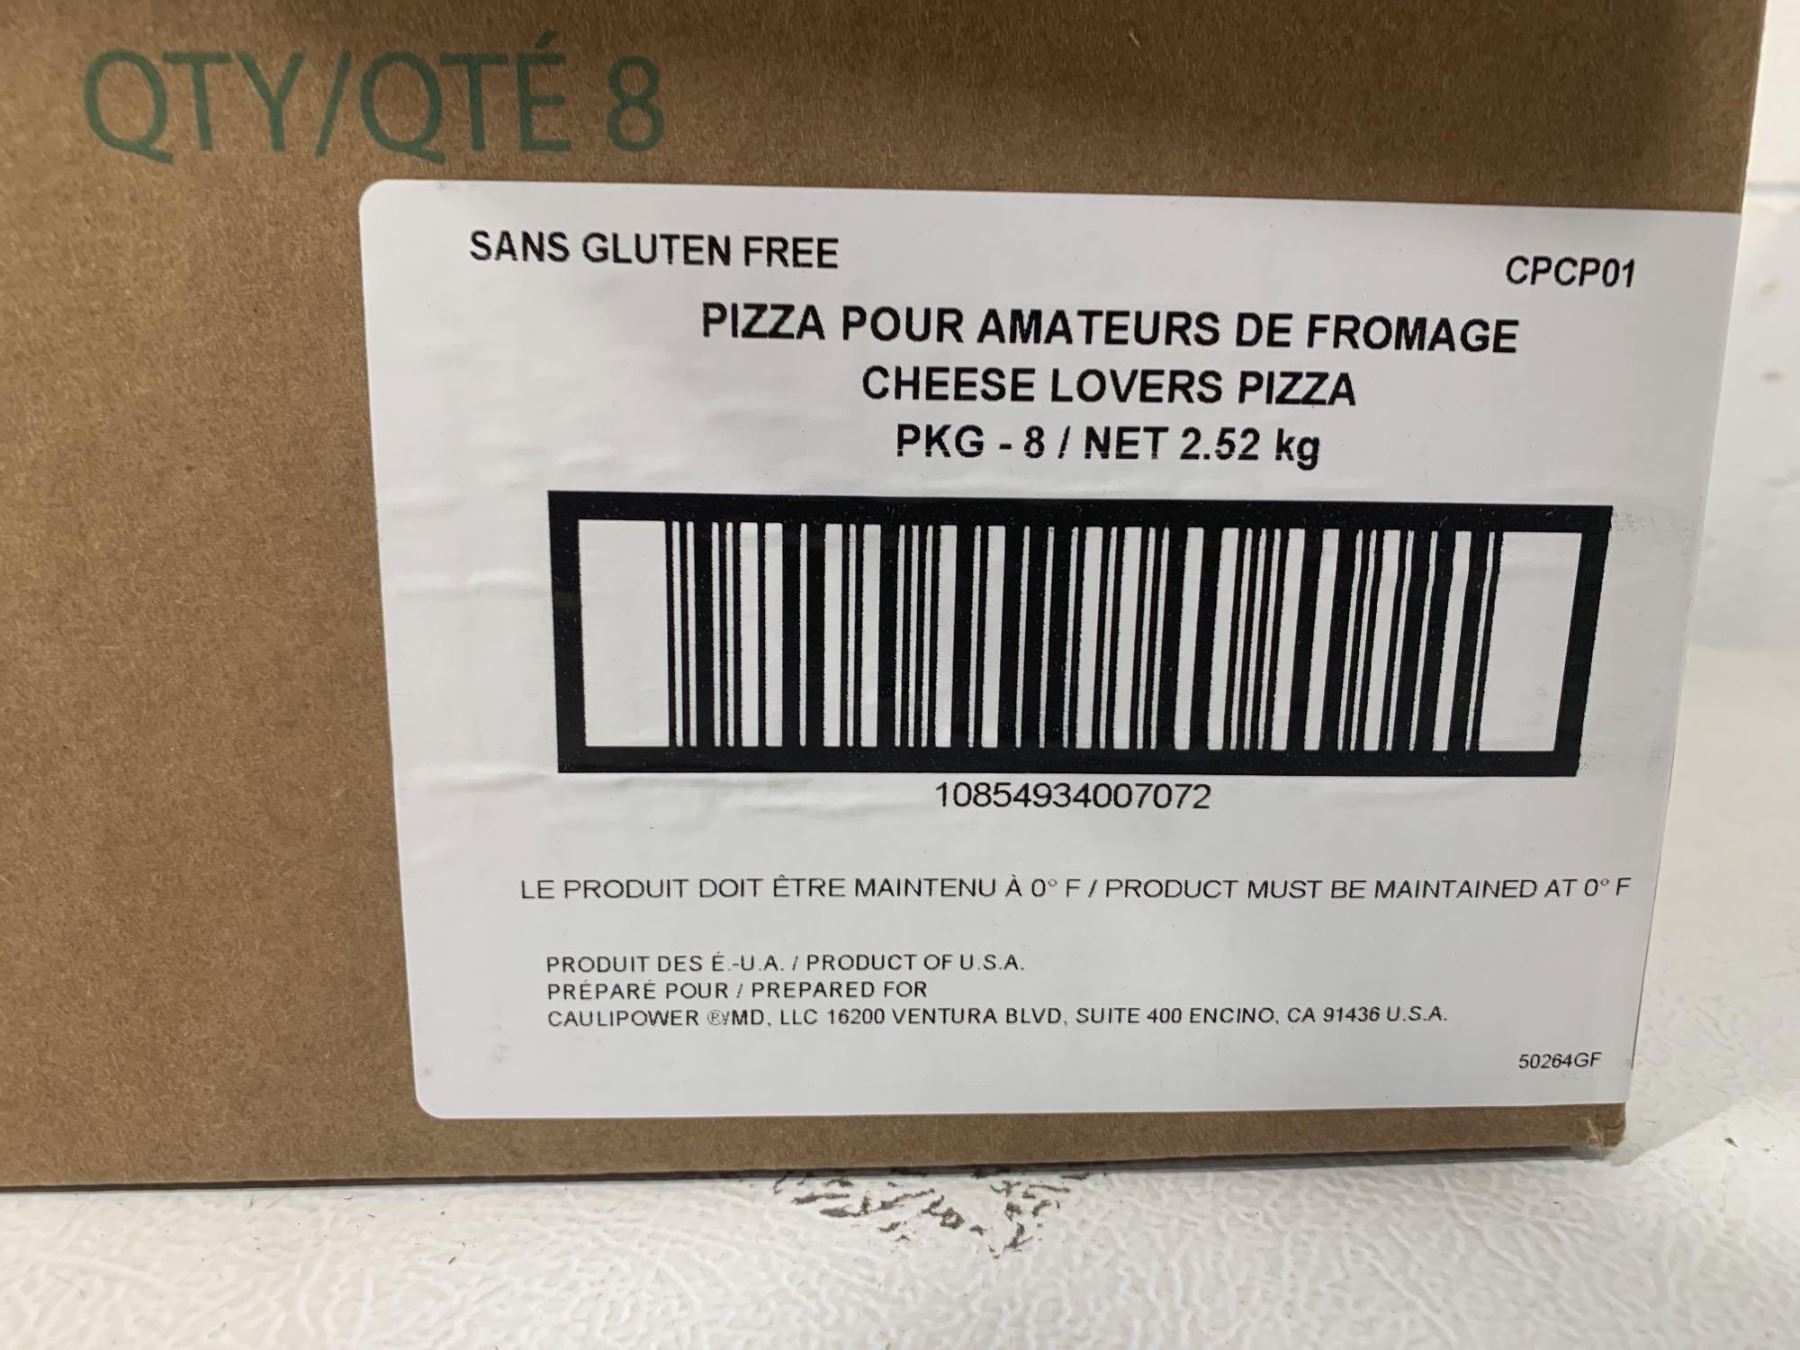 QTY/QTÉ 8
SANS GLUTEN FREE
CPCP01
PIZZA POUR AMATEURS DE FROMAGE
CHEESE LOVERS PIZZA
PKG - 8 / NET 2.52 kg
10854934007072
LE PRODUIT DOIT ÊTRE MAINTENU À 0° F / PRODUCT MUST BE MAINTAINED AT 0° F
PRODUIT DES É.-U.A. / PRODUCT OF U.S.A.
PRÉPARÉ POUR / PREPARED FOR
CAULIPOWER ®/MD, LLC 16200 VENTURA BLVD, SUITE 400 ENCINO, CA 91436 U.S.A.
50264GF